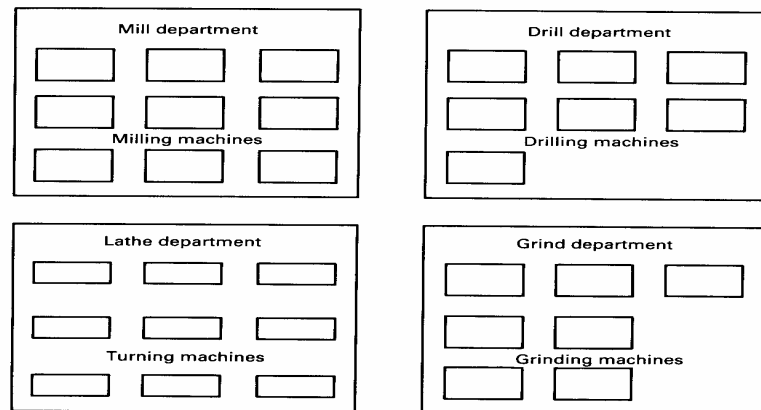 Mill department
Milling machines
Drill department
Drilling machines
Lathe department
Turning machines
Grind department
Grinding machines